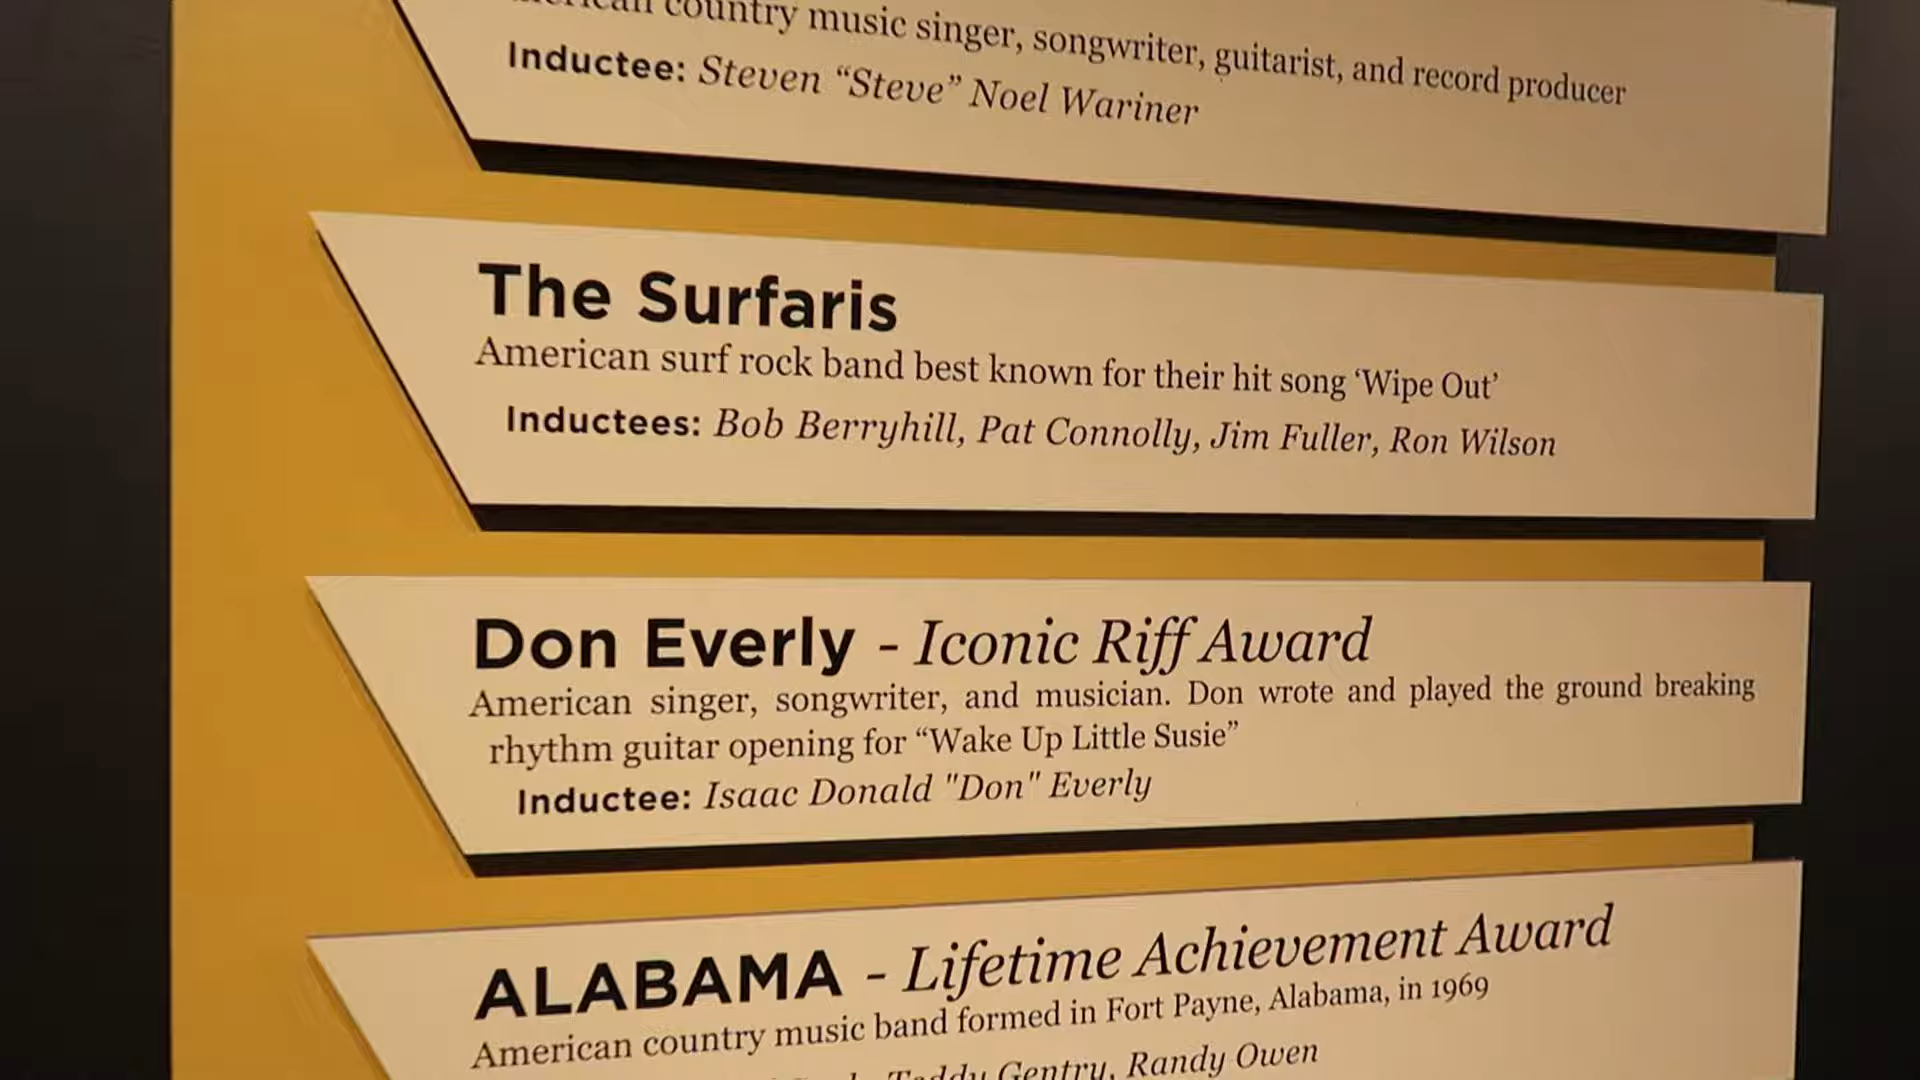 country music singer, songwriter, guitarist, and record producer
Inductee: Steven “Steve” Noel Wariner
The Surfaris
American surf rock band best known for their hit song ‘Wipe Out’
Inductees: Bob Berryhill, Pat Connolly, Jim Fuller, Ron Wilson
Don Everly - Iconic Riff Award
American singer, songwriter, and musician. Don wrote and played the ground breaking
rhythm guitar opening for “Wake Up Little Susie”
Inductee: Isaac Donald "Don" Everly
ALABAMA - Lifetime Achievement Award
American country music band formed in Fort Payne, Alabama, in 1969
Teddy Gentry, Randy Owen